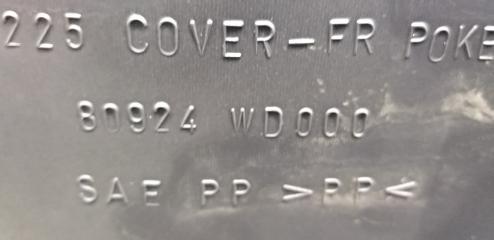 225 COVER-FR POKE
80924 WD000
SAE PP >PP<